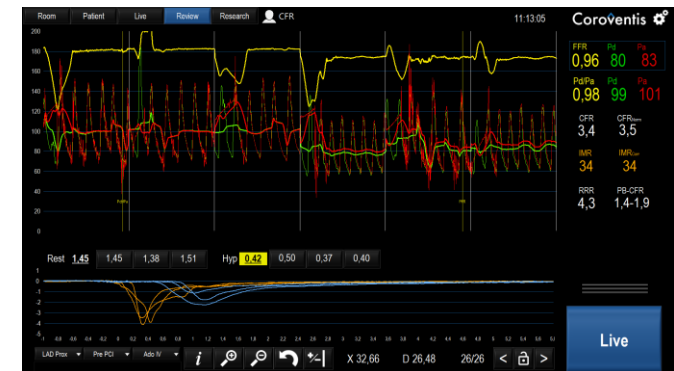 Room Patient Live Review Research CFR 11:13:05 Coroventis
200
180
160
140
120
100
80
60
40
20
0
FFR Pd Pa
0,96 80 83
Pd/Pa Pd Pa
0,98 99 101
CFR CFRNorm
3,4 3,5
IMR
34 34
RRR PB-CFR
4,3 1,4-1,9
Pd/Pa
FFR
Rest 1,45 1,45 1,38 1,51 Hyp 0,42 0,50 0,37 0,40
1
0
-1
-2
-3
-4
-5
LAD Prox Pre PCI Ado IV i X 32,66 D 26,48 26/26 < >
Live